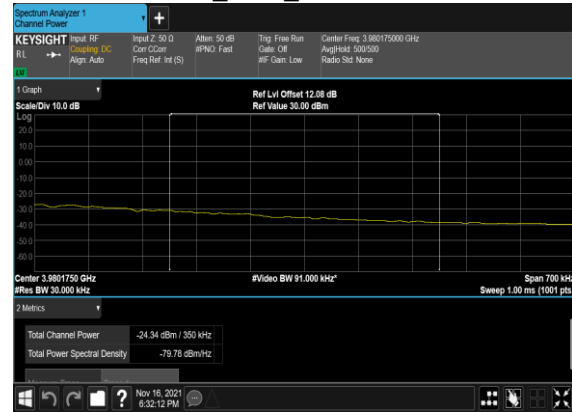 Spectrum Analyzer 1
Channel Power
+
KEYSIGHT Input: RF Input Z: 50 Ω Atten: 50 dB Trig: Free Run Center Freq: 3.980175000 GHz
RL Coupling: DC Corr CCorr #PNO: Fast Gate: Off Avg|Hold: 500/500
Align: Auto Freq Ref: Int (S) #IF Gain: Low Radio Std: None
LXI
1 Graph
Ref Lvl Offset 12.08 dB
Scale/Div 10.0 dB Ref Value 30.00 dBm
Log
20.0
10.0
0.00
-10.0
-20.0
-30.0
-40.0
-50.0
-60.0
Center 3.9801750 GHz #Video BW 91.000 kHz* Span 700 kHz
#Res BW 30.000 kHz Sweep 1.00 ms (1001 pts
2 Metrics
Total Channel Power -24.34 dBm / 350 kHz
Total Power Spectral Density -79.78 dBm/Hz
?
Nov 16, 2021
6:32:12 PM